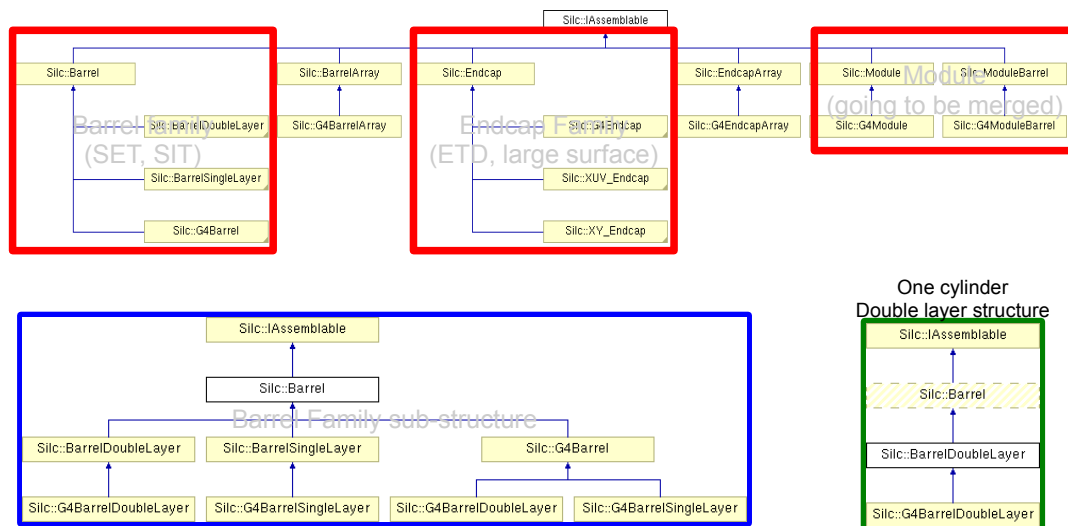 Silc::IAssemblable
Silc::Barrel
Silc::BarrelArray
Silc::Endcap
Silc::EndcapArray
Silc::Module
Silc::ModuleBarrel
Barrel family
(SET, SIT)
Silc::BarrelDoubleLayer
Silc::G4BarrelArray
Endcap Family
(ETD, large surface)
Silc::G4Endcap
Silc::G4EndcapArray
Module
(going to be merged)
Silc::G4Module
Silc::G4ModuleBarrel
Silc::BarrelSingleLayer
Silc::XUV_Endcap
Silc::G4Barrel
Silc::XY_Endcap
Silc::IAssemblable
Silc::Barrel
Barrel Family sub-structure
Silc::BarrelDoubleLayer
Silc::BarrelSingleLayer
Silc::G4Barrel
Silc::G4BarrelDoubleLayer
Silc::G4BarrelSingleLayer
Silc::G4BarrelDoubleLayer
Silc::G4BarrelSingleLayer
One cylinder
Double layer structure
Silc::IAssemblable
Silc::Barrel
Silc::BarrelDoubleLayer
Silc::G4BarrelDoubleLayer